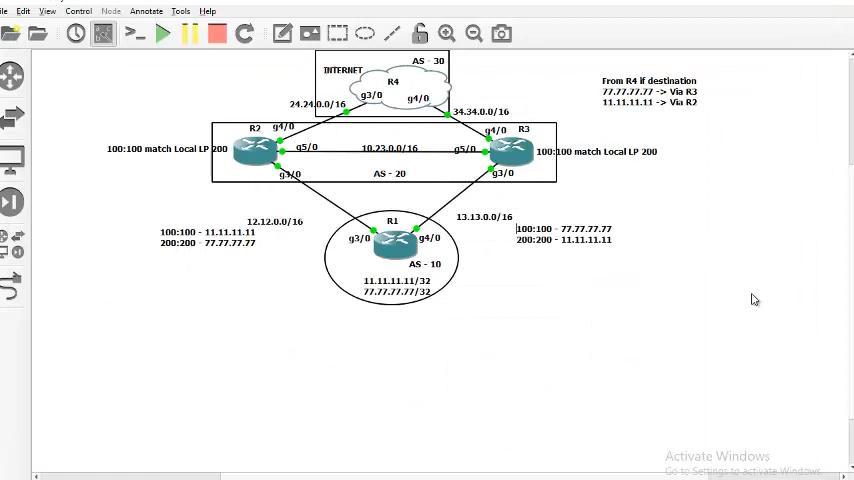 File Edit View Control Node Annotate Tools Help
AS - 30
INTERNET
R4
g3/0
g4/0
From R4 if destination
77.77.77.77 -> Via R3
11.11.11.11 -> Via R2
24.24.0.0/16
34.34.0.0/16
R2
g4/0
g4/0
R3
100:100 match Local LP 200
g5/0
10.23.0.0/16
g5/0
100:100 match Local LP 200
g3/0
AS - 20
g3/0
12.12.0.0/16
R1
13.13.0.0/16
100:100 - 11.11.11.11
200:200 - 77.77.77.77
g3/0
g4/0
100:100 - 77.77.77.77
200:200 - 11.11.11.11
AS - 10
11.11.11.11/32
77.77.77.77/32
Activate Windows
Go to Settings to activate Windows.